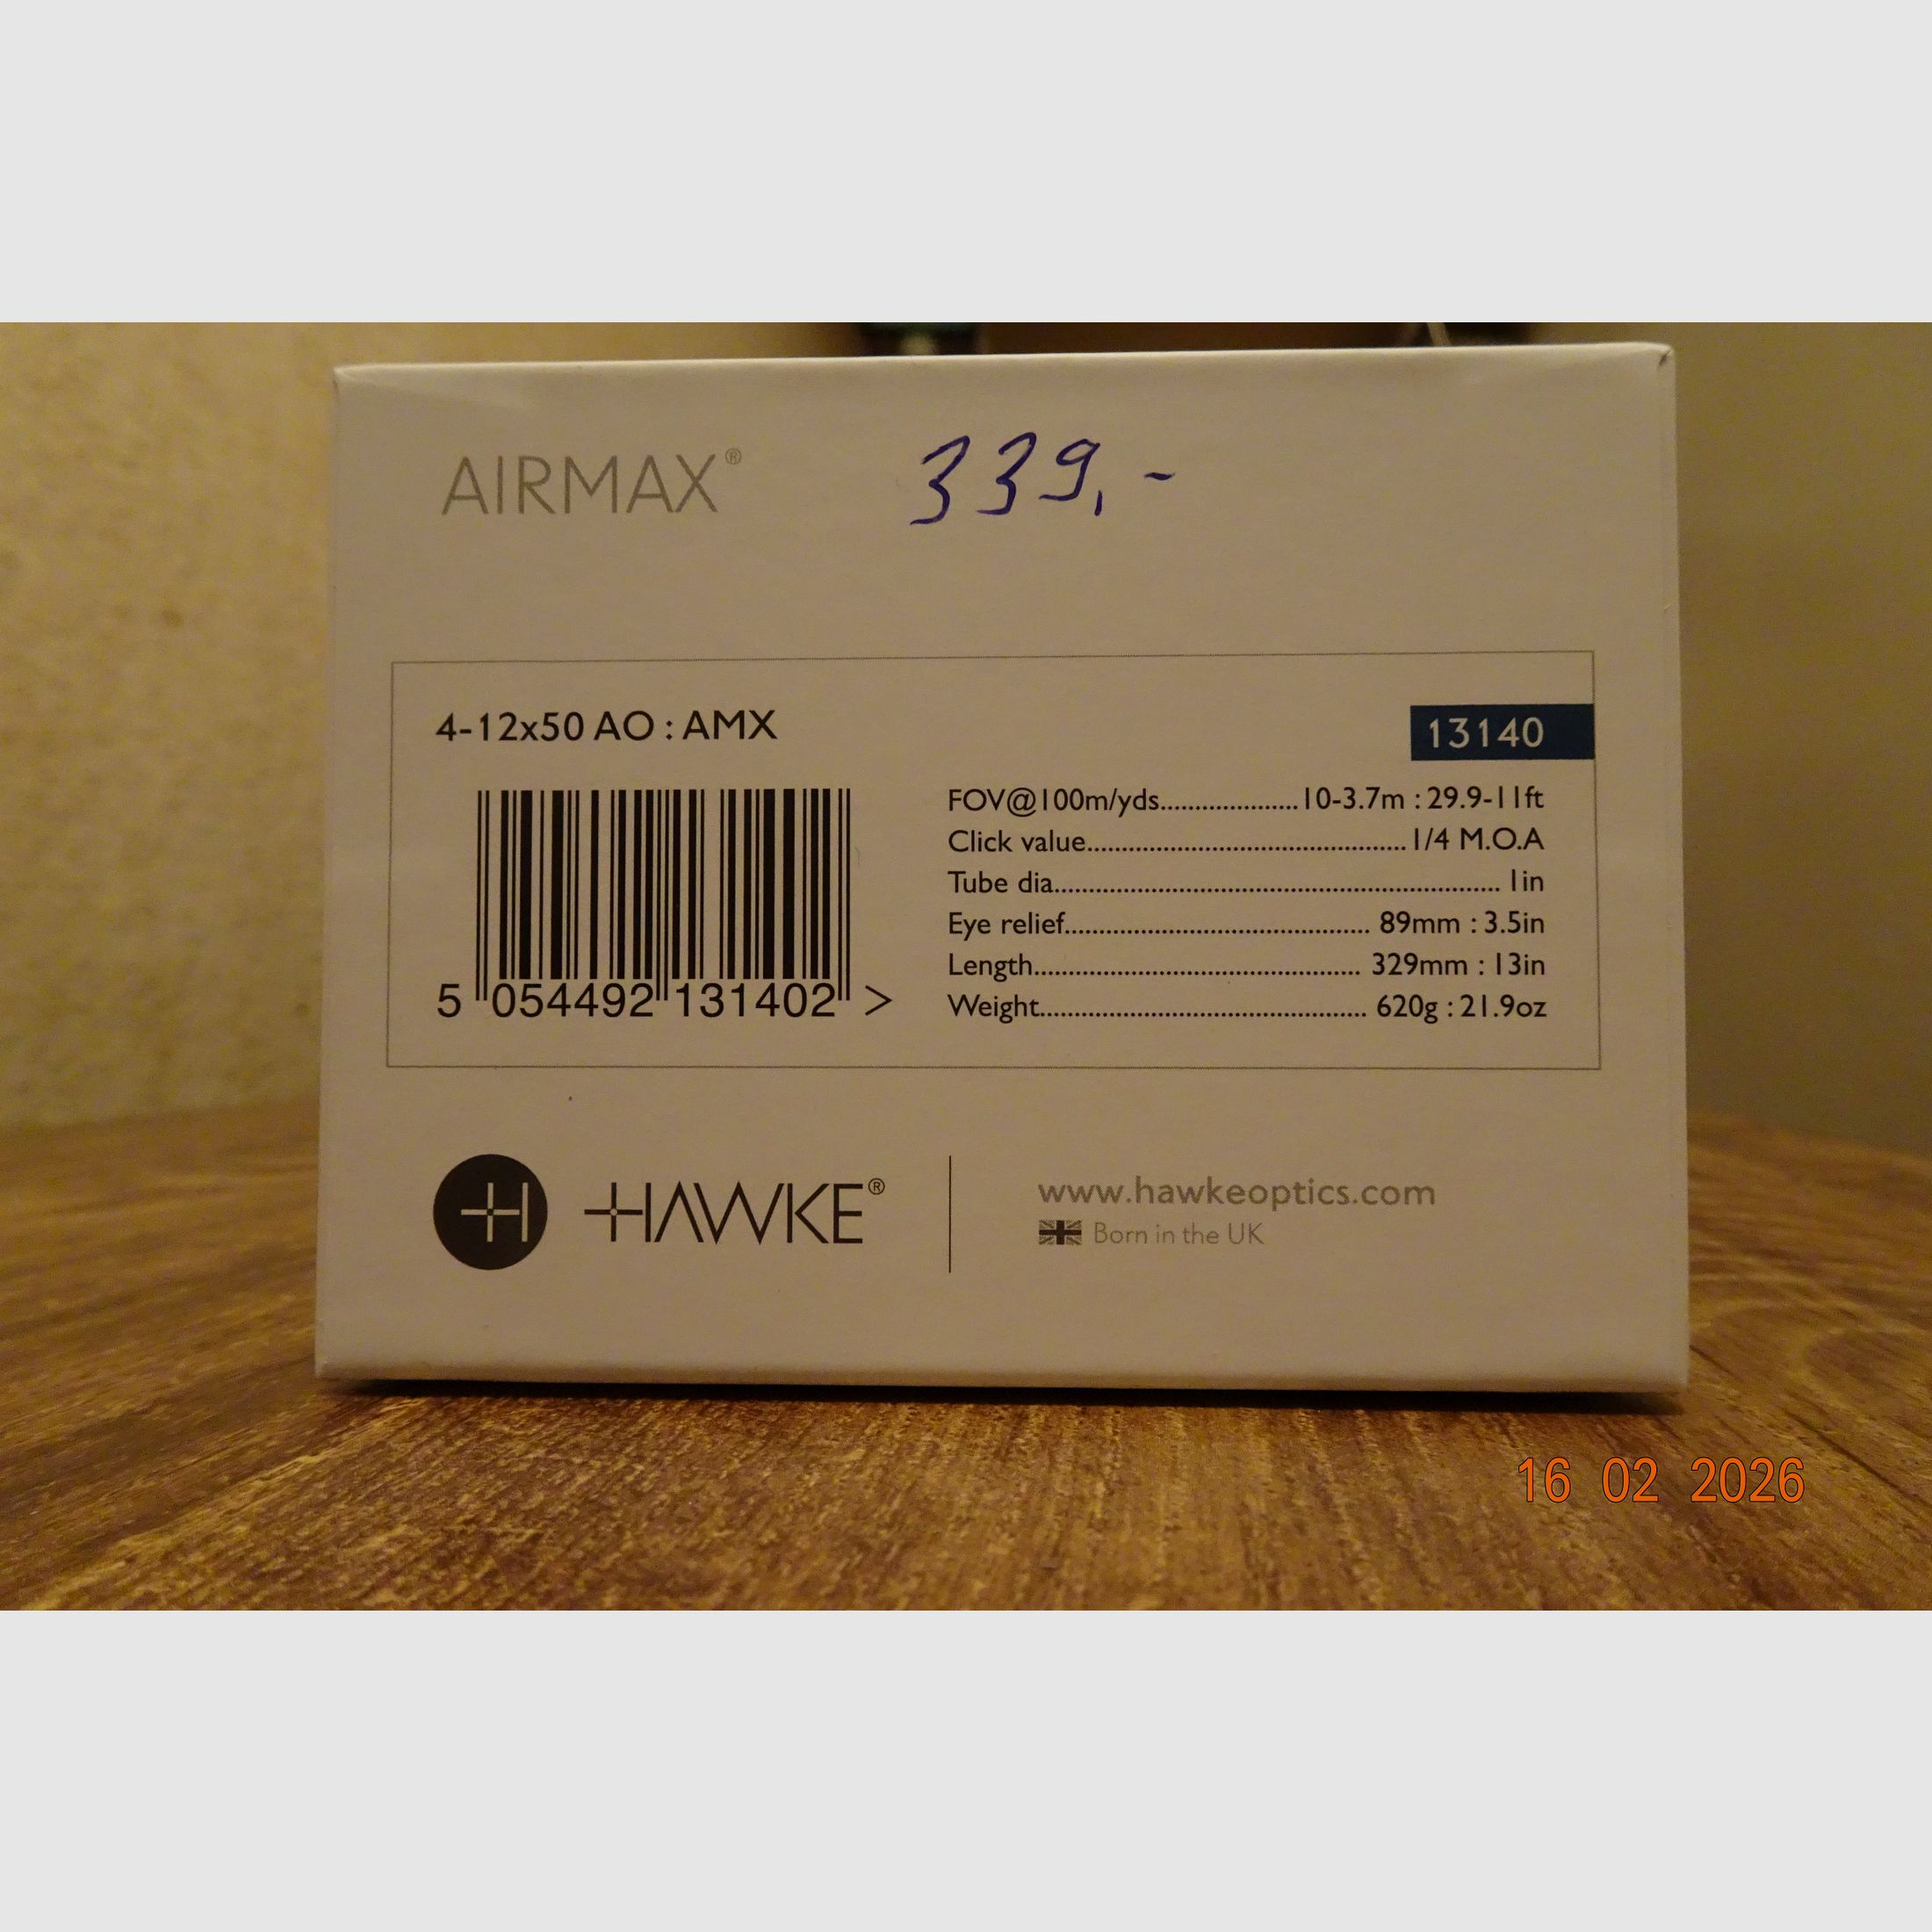 AIRMAX®
339,-
4-12x50 AO : AMX
13140
5 054492 131402 >
FOV@100m/yds....................10-3.7m : 29.9-11ft
Click value..............................................1/4 M.O.A
Tube dia................................................................ 1in
Eye relief............................................ 89mm : 3.5in
Length............................................... 329mm : 13in
Weight............................................... 620g : 21.9oz
H HAWKE®
www.hawkeoptics.com
Born in the UK
16 02 2026